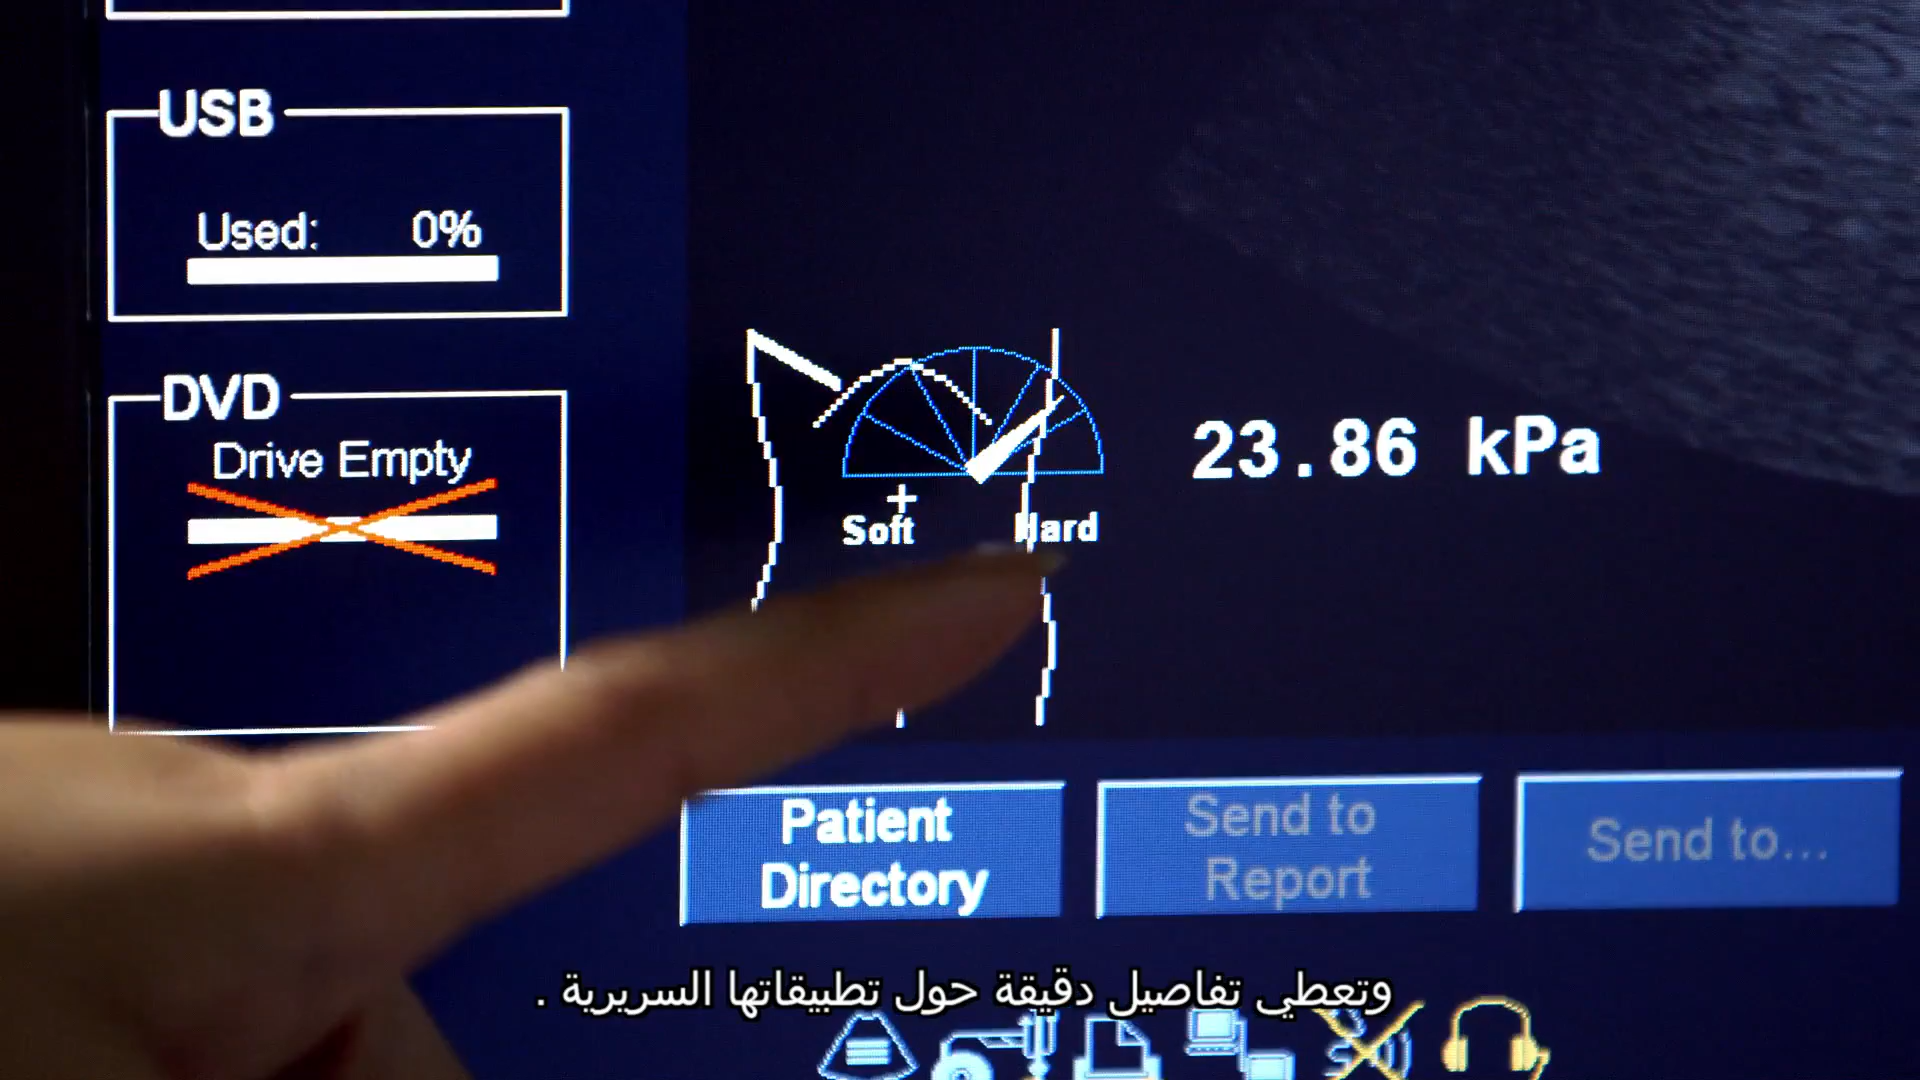 USB
Used: 0%
DVD
Drive Empty
Soft
Hard
23.86 kPa
Patient
Directory
Send to
Report
Send to...
وتعطي تفاصيل دقيقة حول تطبيقاتها السريرية .